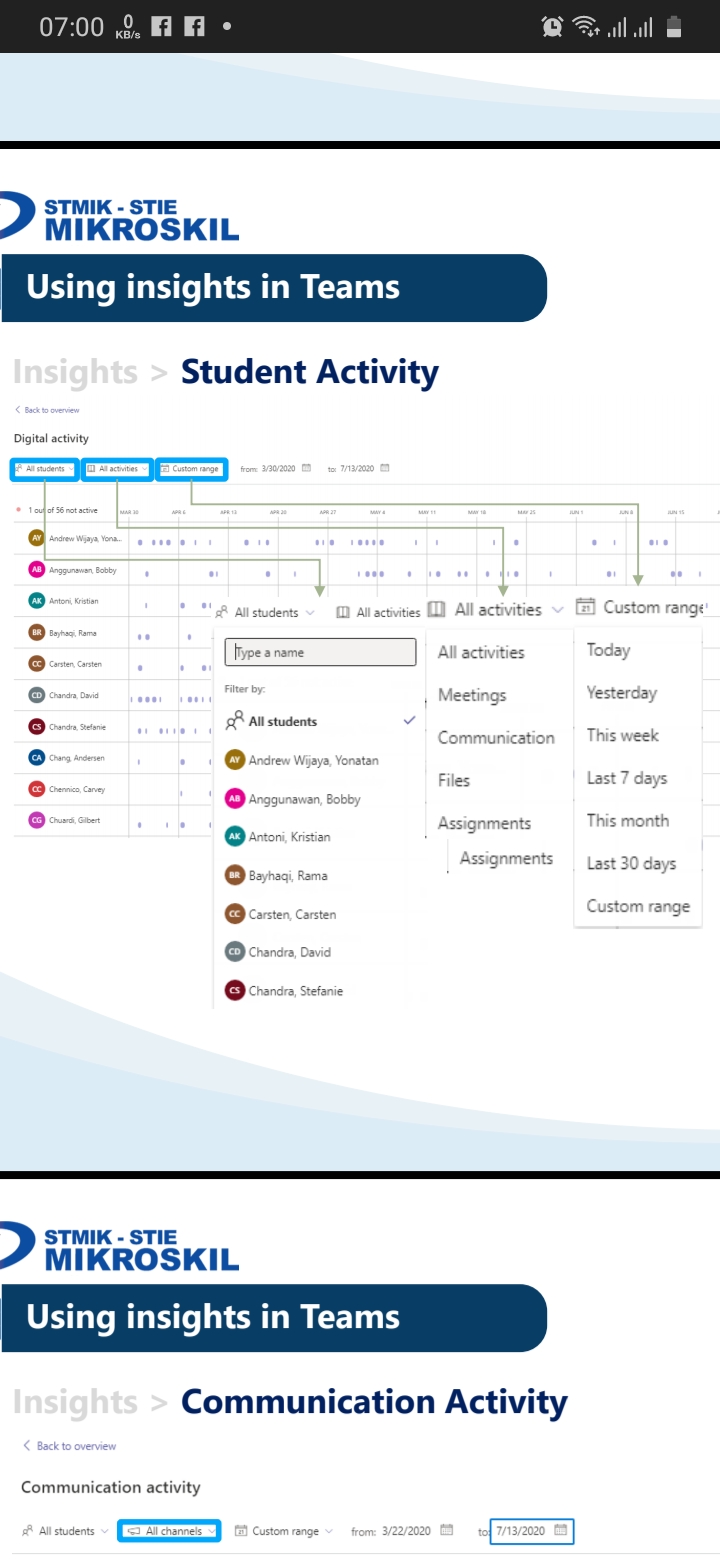 07:00 0 KB/s
STMIK - STIE
MIKROSKIL
Using insights in Teams
Insights > Student Activity
Back to overview
Digital activity
All students All activities Custom range from: 3/30/2020 to: 7/13/2020
1 out of 56 not active MAR 30 APR 6 APR 13 APR 20 APR 27 MAY 4 MAY 11 MAY 18 MAY 25 JUN 1 JUN 8 JUN 15
AY Andrew Wijaya, Yona...
AB Anggunawan, Bobby
AK Antoni, Kristian
BR Bayhaqi, Rama
CC Carsten, Carsten
CD Chandra, David
CS Chandra, Stefanie
CA Chang, Andersen
CC Chennico, Carvey
CG Chuardi, Gilbert
All students All activities
Type a name
Filter by:
All students
AY Andrew Wijaya, Yonatan
AB Anggunawan, Bobby
AK Antoni, Kristian
BR Bayhaqi, Rama
CC Carsten, Carsten
CD Chandra, David
CS Chandra, Stefanie
All activities
All activities
Meetings
Communication
Files
Assignments
Assignments
21 Custom range
Today
Yesterday
This week
Last 7 days
This month
Last 30 days
Custom range
STMIK - STIE
MIKROSKIL
Using insights in Teams
Insights > Communication Activity
Back to overview
Communication activity
All students All channels Custom range from: 3/22/2020 to: 7/13/2020